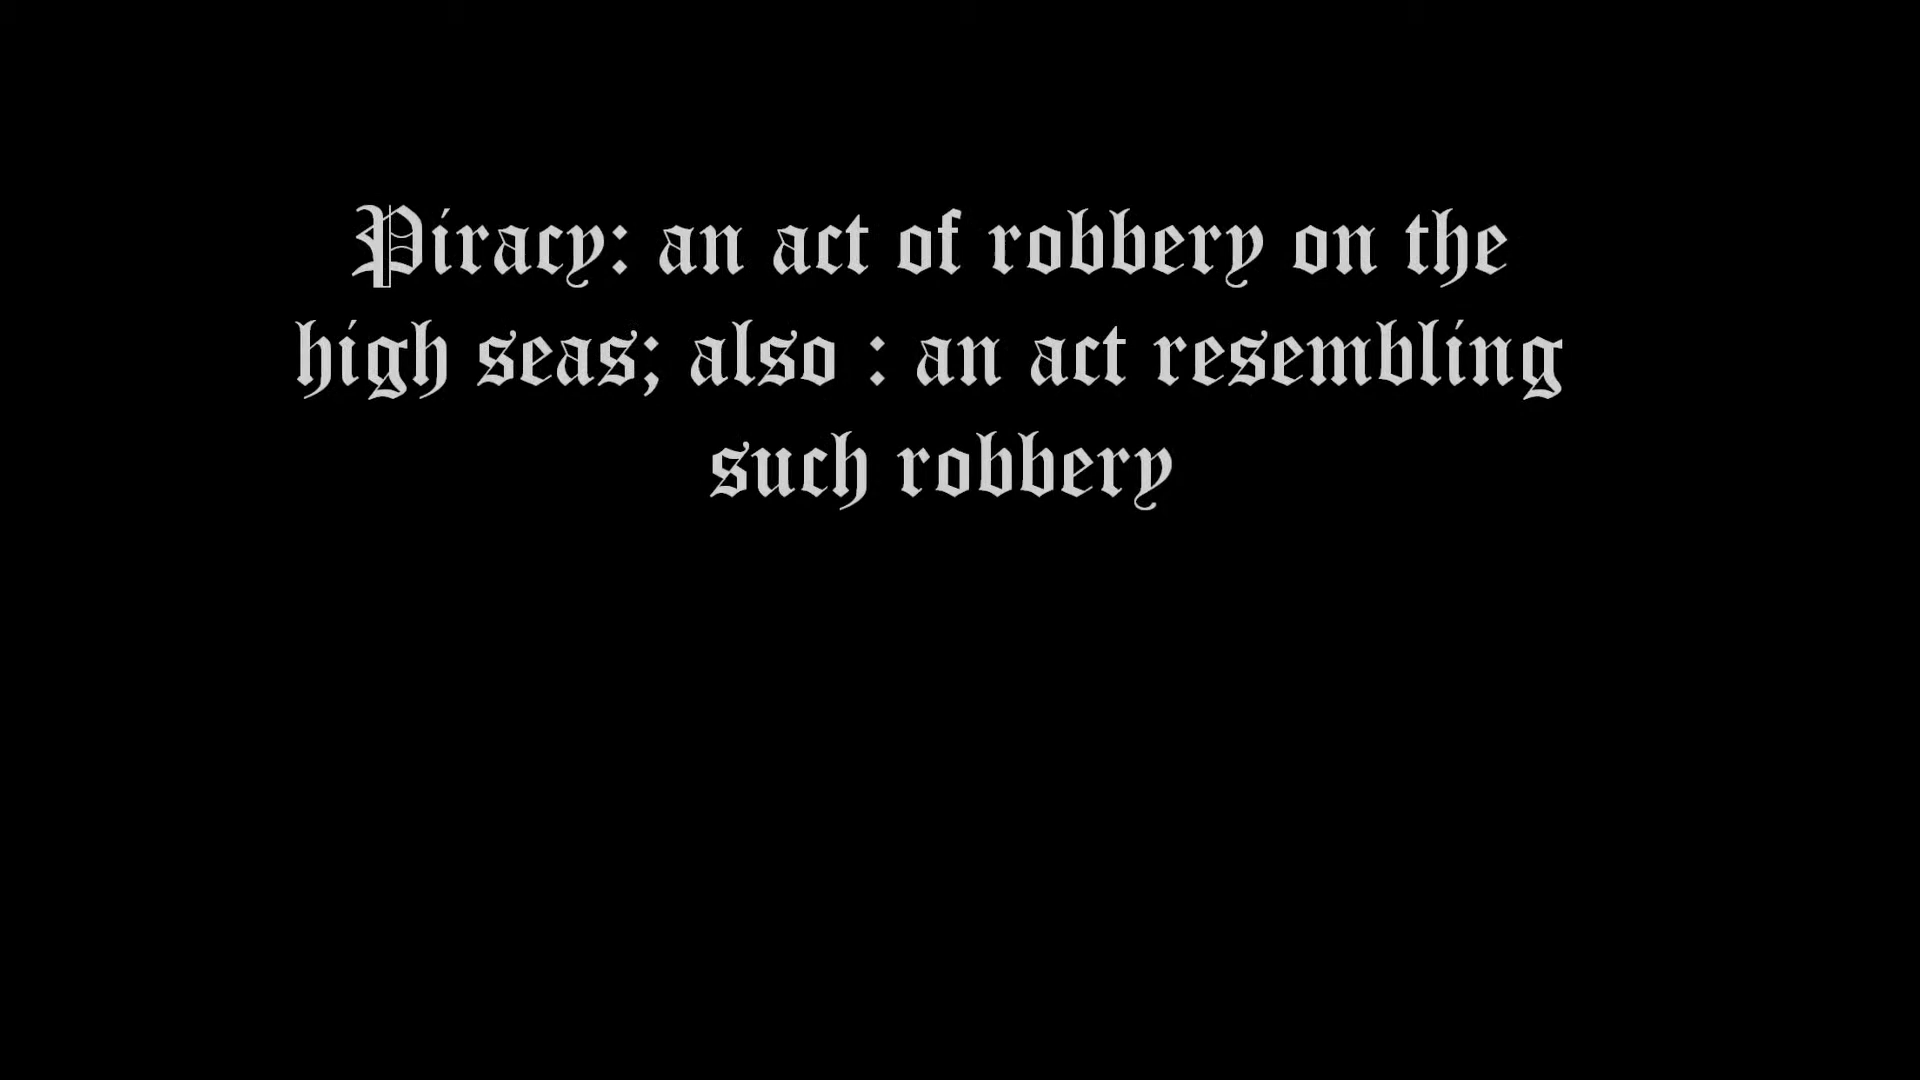 Piracy: an act of robbery on the
high seas; also : an act resembling
such robbery